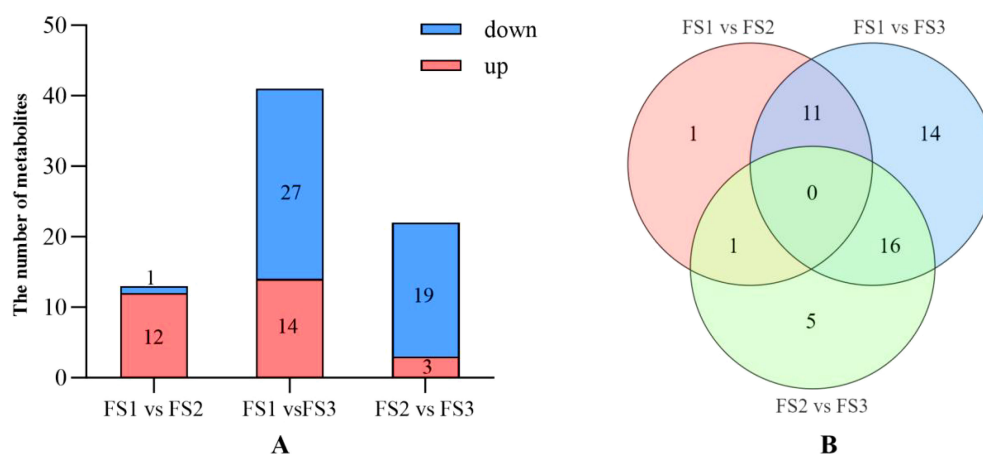 50
40
30
20
10
0
The number of metabolites
down
up
1
12
27
14
19
3
FS1 vs FS2
FS1 vsFS3
FS2 vs FS3
A
FS1 vs FS2
FS1 vs FS3
1
11
14
0
1
16
5
FS2 vs FS3
B